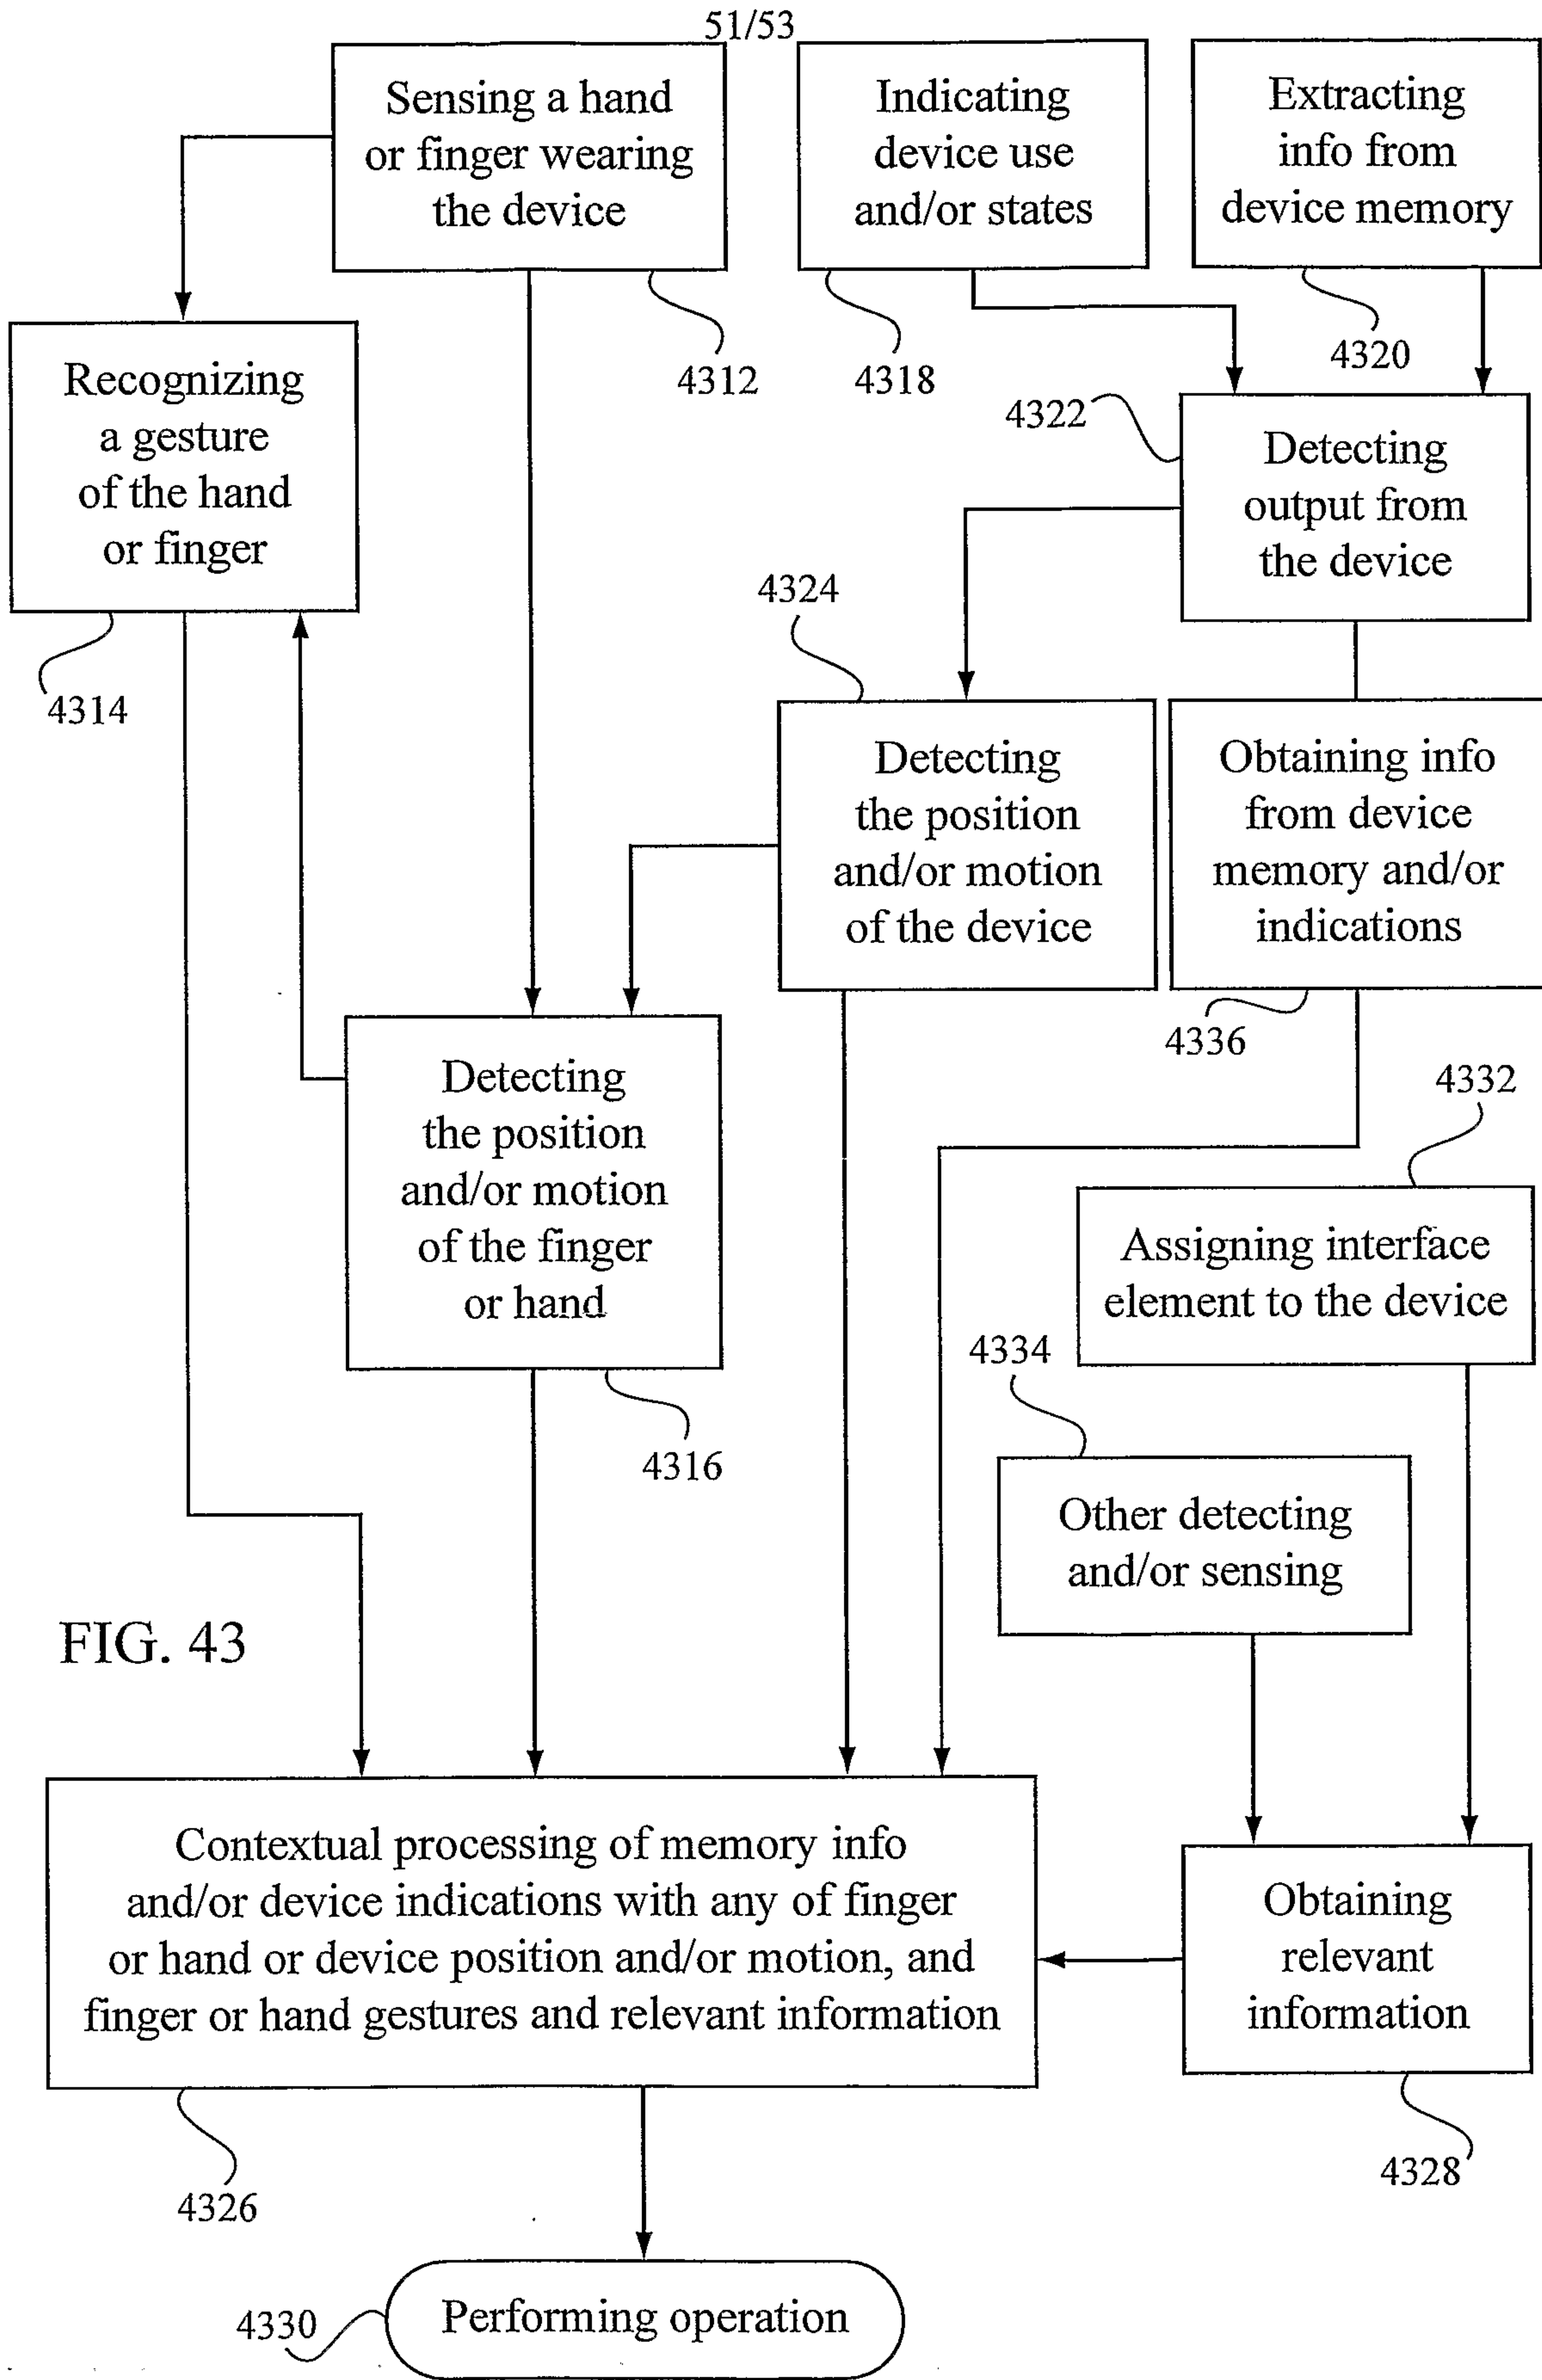 51/53
Sensing a hand
or finger wearing
the device
Indicating
device use
and/or states
Extracting
info from
device memory
4312
4318
4320
Recognizing
a gesture
of the hand
or finger
4314
4322
Detecting
output from
the device
4324
Detecting
the position
and/or motion
of the device
Obtaining info
from device
memory and/or
indications
4336
Detecting
the position
and/or motion
of the finger
or hand
4316
4332
Assigning interface
element to the device
4334
Other detecting
and/or sensing
FIG. 43
Contextual processing of memory info
and/or device indications with any of finger
or hand or device position and/or motion, and
finger or hand gestures and relevant information
4326
Obtaining
relevant
information
4328
4330
Performing operation